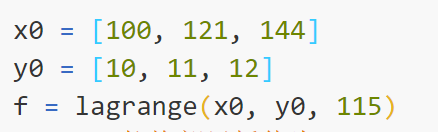 x0 = [100, 121, 144]
y0 = [10, 11, 12]
f = lagrange(x0, y0, 115)